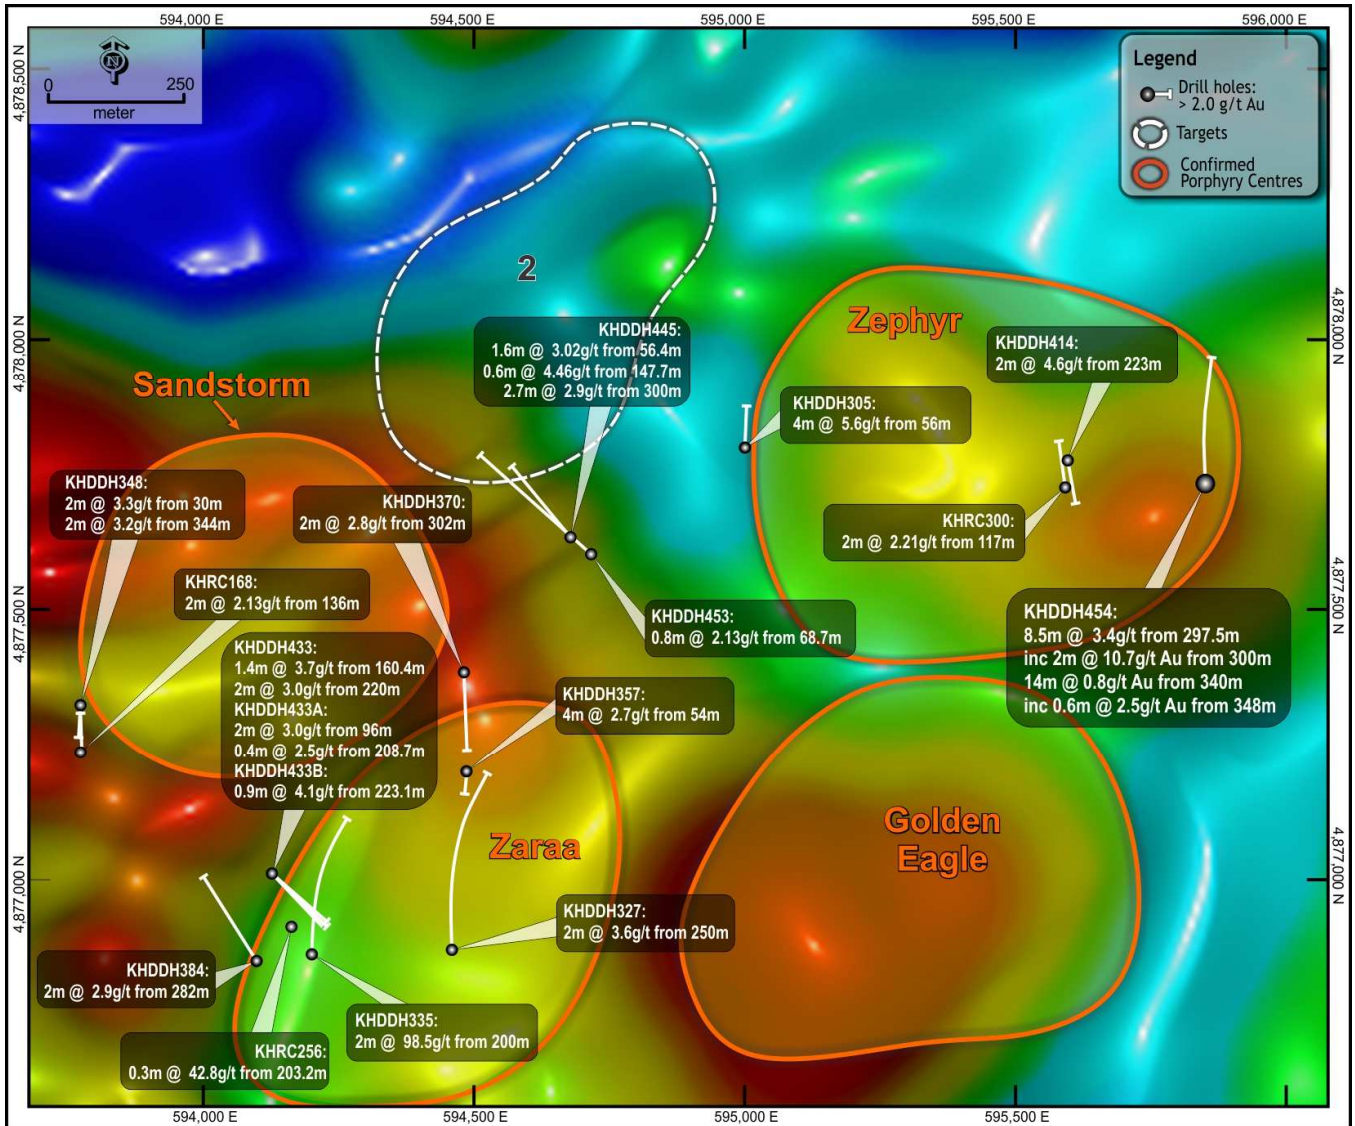 594,000 E
594,500 E
595,000 E
595,500 E
596,000 E
4,878,500 N
N
0
250
meter
Legend
Drill holes:
> 2.0 g/t Au
Targets
Confirmed
Porphyry Centres
2
Zephyr
4,878,000 N
4,878,000 N
KHDDH445:
1.6m @ 3.02g/t from 56.4m
0.6m @ 4.46g/t from 147.7m
2.7m @ 2.9g/t from 300m
KHDDH414:
2m @ 4.6g/t from 223m
Sandstorm
KHDDH305:
4m @ 5.6g/t from 56m
KHDDH348:
2m @ 3.3g/t from 30m
2m @ 3.2g/t from 344m
KHDDH370:
2m @ 2.8g/t from 302m
KHRC300:
2m @ 2.21g/t from 117m
KHRC168:
2m @ 2.13g/t from 136m
4,877,500 N
4,877,500 N
KHDDH453:
0.8m @ 2.13g/t from 68.7m
KHDDH454:
8.5m @ 3.4g/t from 297.5m
inc 2m @ 10.7g/t Au from 300m
14m @ 0.8g/t Au from 340m
inc 0.6m @ 2.5g/t Au from 348m
KHDDH433:
1.4m @ 3.7g/t from 160.4m
2m @ 3.0g/t from 220m
KHDDH433A:
2m @ 3.0g/t from 96m
0.4m @ 2.5g/t from 208.7m
KHDDH433B:
0.9m @ 4.1g/t from 223.1m
KHDDH357:
4m @ 2.7g/t from 54m
Zaraa
Golden
Eagle
4,877,000 N
4,877,000 N
KHDDH327:
2m @ 3.6g/t from 250m
KHDDH384:
2m @ 2.9g/t from 282m
KHDDH335:
2m @ 98.5g/t from 200m
KHRC256:
0.3m @ 42.8g/t from 203.2m
594,000 E
594,500 E
595,000 E
595,500 E